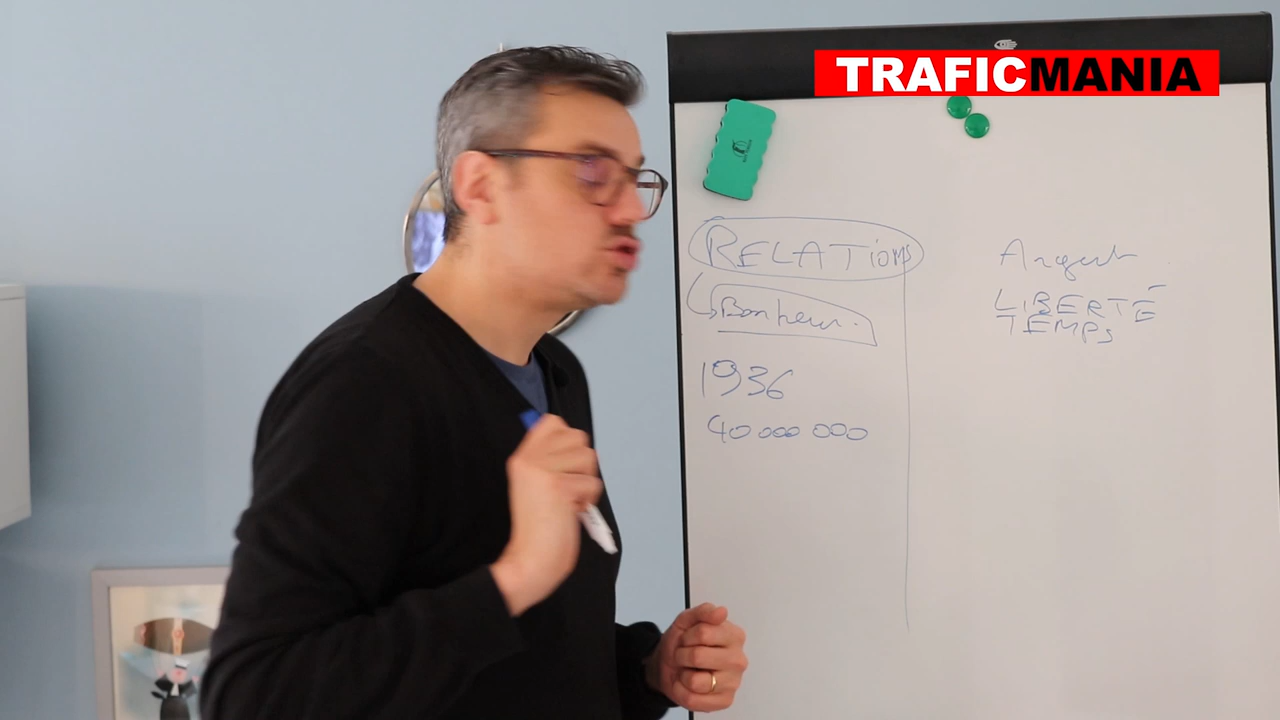 TRAFICMANIA
RELATIONS
Bonheur.
1936
40 000 000
Argent
LIBERTÉ
TEMPS